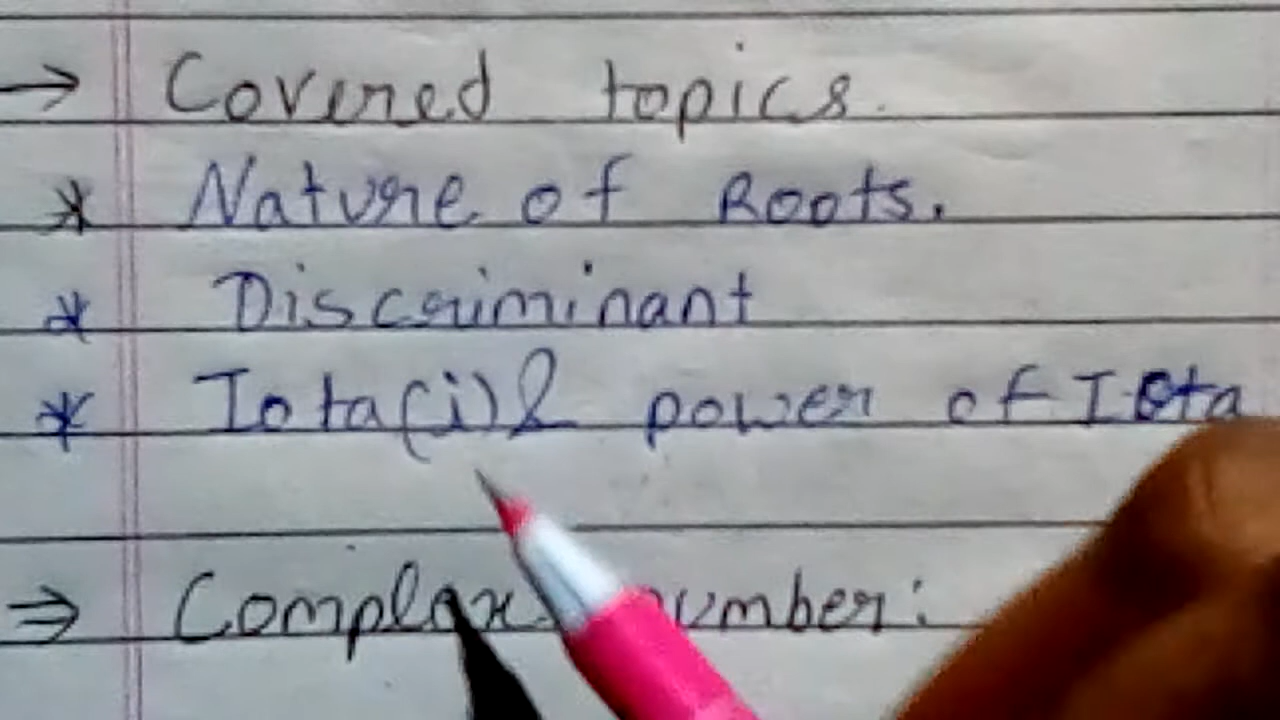 → Covered topics.
* Nature of Roots.
* Discriminant
* Iota(i) & power of Iota
⇒ Complex number: